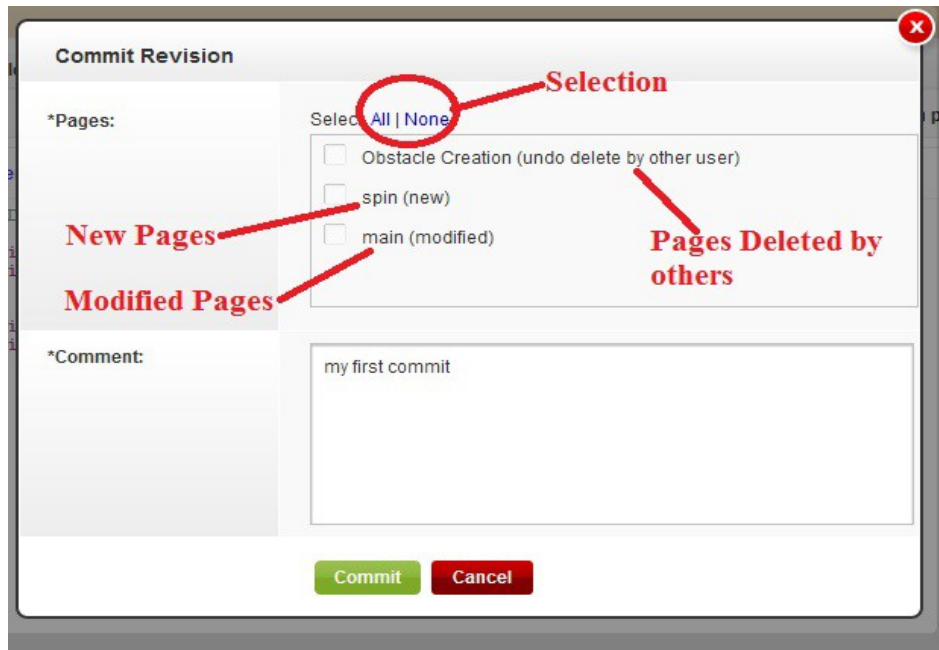 Commit Revision
Selection
*Pages:
Select All | None
Obstacle Creation (undo delete by other user)
spin (new)
New Pages
main (modified)
Pages Deleted by
others
Modified Pages
*Comment:
my first commit
Commit
Cancel